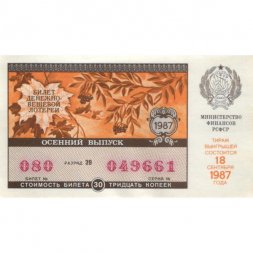 БИЛЕТ
ДЕНЕЖНО-
ВЕЩЕВОЙ
ЛОТЕРЕИ
1987
ОСЕННИЙ ВЫПУСК
080 РАЗРЯД 29 049661
БИЛЕТ № СЕРИЯ №
СТОИМОСТЬ БИЛЕТА 30 ТРИДЦАТЬ КОПЕЕК
МИНИСТЕРСТВО
ФИНАНСОВ
РСФСР
ТИРАЖ
ВЫИГРЫШЕЙ
СОСТОИТСЯ
18
СЕНТЯБРЯ
1987
ГОДА